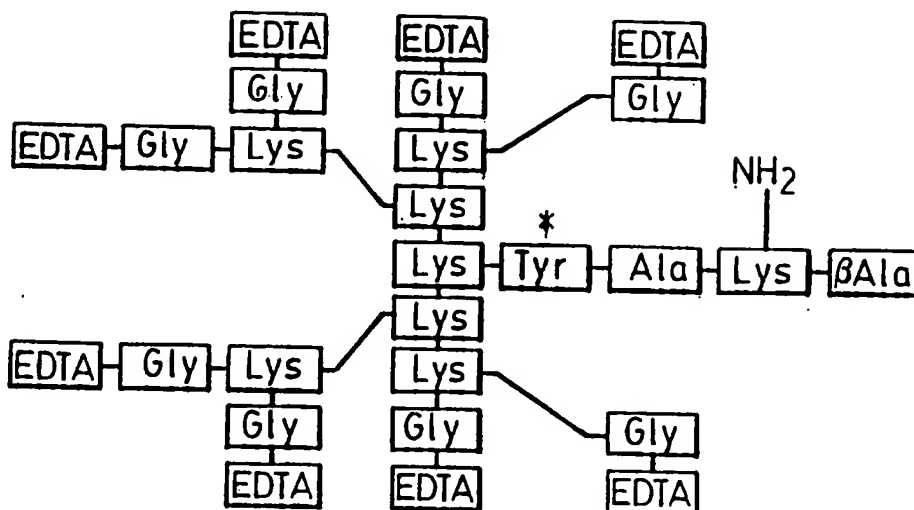 EDTA EDTA EDTA
Gly Gly Gly
EDTA Gly Lys Lys
NH2
Lys *
Lys Tyr Ala Lys βAla
Lys
EDTA Gly Lys Lys
Gly Gly Gly
EDTA EDTA EDTA